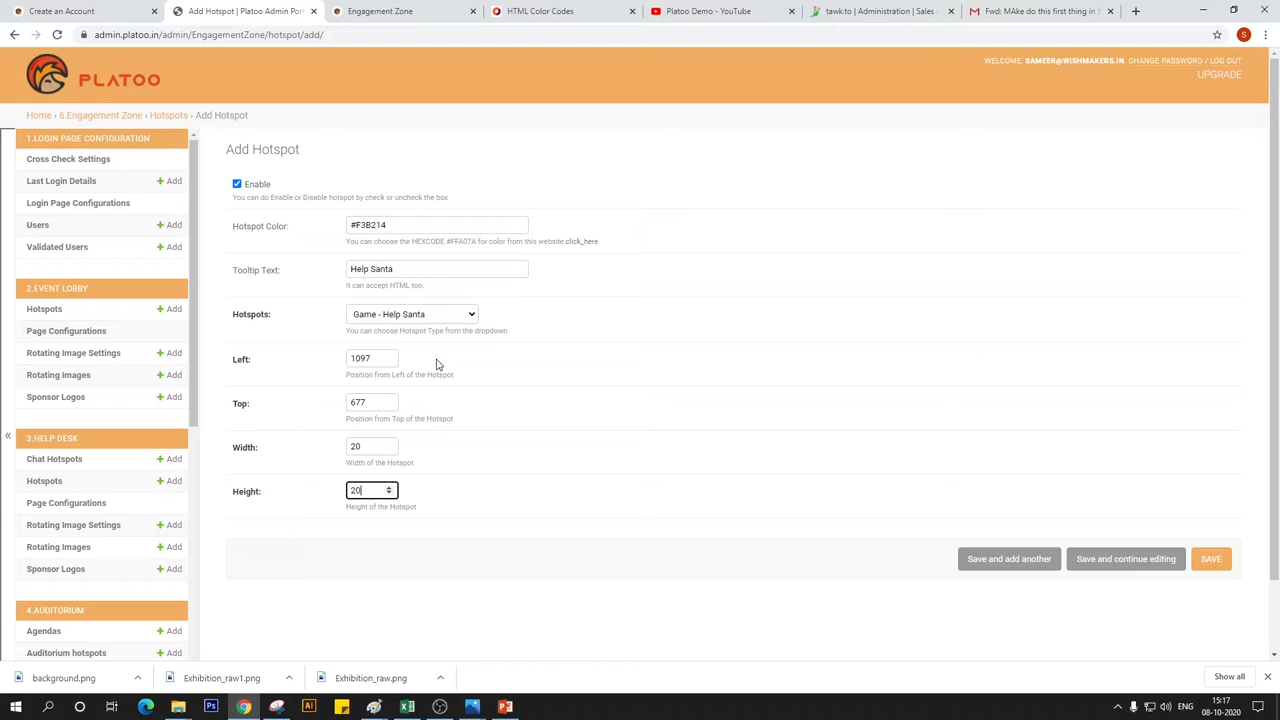 Create an Account
Add Hotspot | Platoo Portal
Engagement Zone
HTML Color Codes
Platoo Demo - YouTube
tawk.to | Administration | Sales -
Fwd: MAke do this first thing in t
admin.platoo.in/admin/EngagementZone/hotspot/add/
S
PLATOO
WELCOME, SAMEER@WISHMAKERS.IN. CHANGE PASSWORD / LOG OUT
UPGRADE
Home › 6.Engagement Zone › Hotspots › Add Hotspot
1.LOGIN PAGE CONFIGURATION
Cross Check Settings
Last Login Details + Add
Login Page Configurations
Users + Add
Validated Users + Add
2.EVENT LOBBY
Hotspots + Add
Page Configurations
Rotating Image Settings + Add
Rotating Images + Add
Sponsor Logos + Add
3.HELP DESK
Chat Hotspots + Add
Hotspots + Add
Page Configurations
Rotating Image Settings + Add
Rotating Images + Add
Sponsor Logos + Add
4.AUDITORIUM
Agendas + Add
Auditorium hotspots + Add
«
Add Hotspot
Enable
You can do Enable or Disable hotspot by check or uncheck the box
Hotspot Color: #F3B214
You can choose the HEXCODE #FFA07A for color from this website click_here
Tooltip Text: Help Santa
It can accept HTML too.
Hotspots: Game - Help Santa
You can choose Hotspot Type from the dropdown
Left: 1097
Position from Left of the Hotspot
Top: 677
Position from Top of the Hotspot
Width: 20
Width of the Hotspot
Height: 20
Height of the Hotspot
Save and add another Save and continue editing SAVE
background.png
Exhibition_raw1.png
Exhibition_raw.png
Show all
15:17
08-10-2020